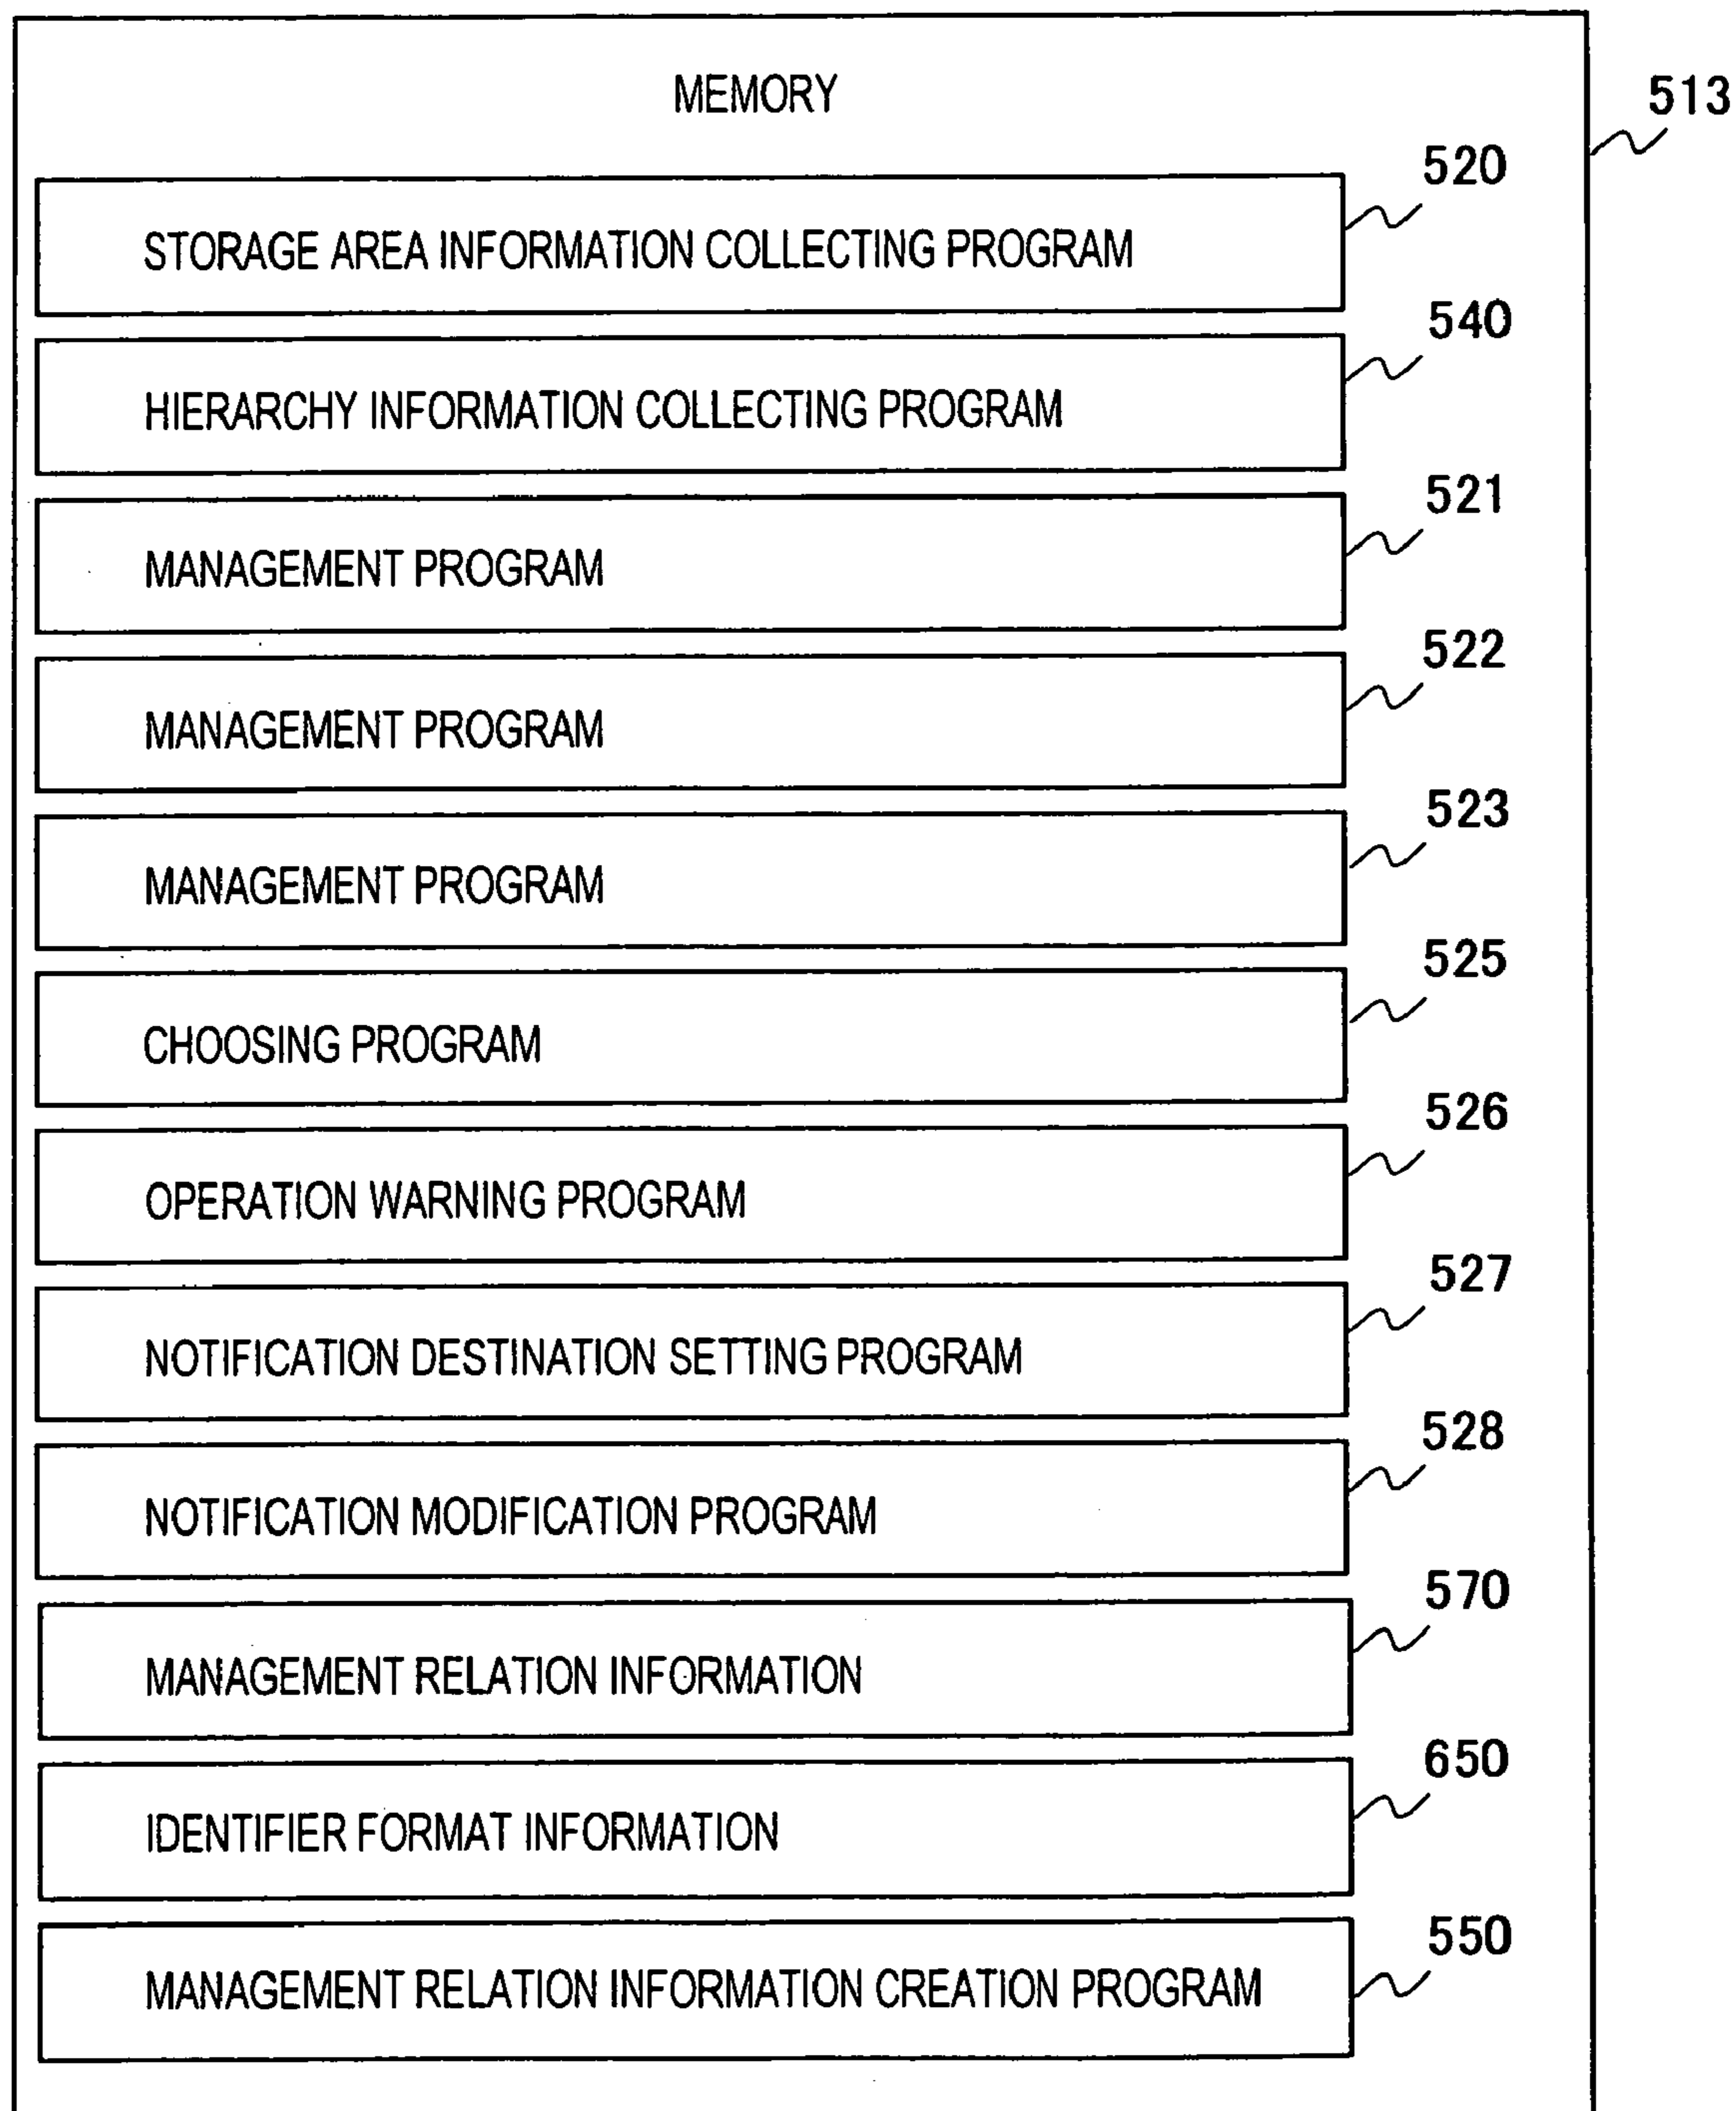 MEMORY
513
520
STORAGE AREA INFORMATION COLLECTING PROGRAM
540
HIERARCHY INFORMATION COLLECTING PROGRAM
521
MANAGEMENT PROGRAM
522
MANAGEMENT PROGRAM
523
MANAGEMENT PROGRAM
525
CHOOSING PROGRAM
526
OPERATION WARNING PROGRAM
527
NOTIFICATION DESTINATION SETTING PROGRAM
528
NOTIFICATION MODIFICATION PROGRAM
570
MANAGEMENT RELATION INFORMATION
650
IDENTIFIER FORMAT INFORMATION
550
MANAGEMENT RELATION INFORMATION CREATION PROGRAM